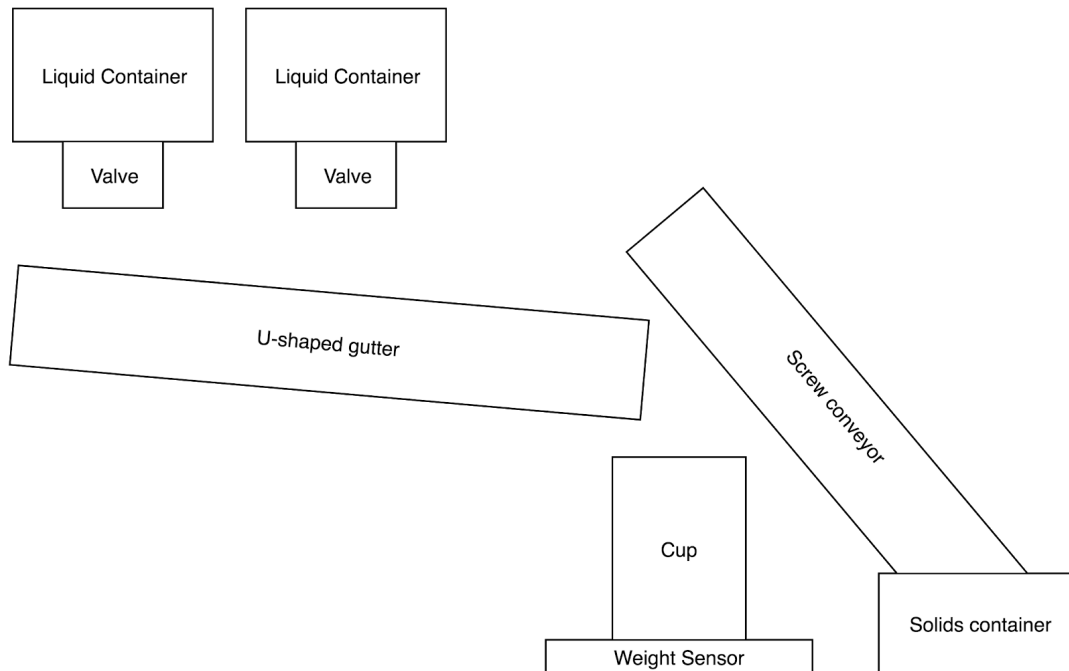 Liquid Container
Liquid Container
Valve
Valve
U-shaped gutter
Screw conveyor
Cup
Solids container
Weight Sensor